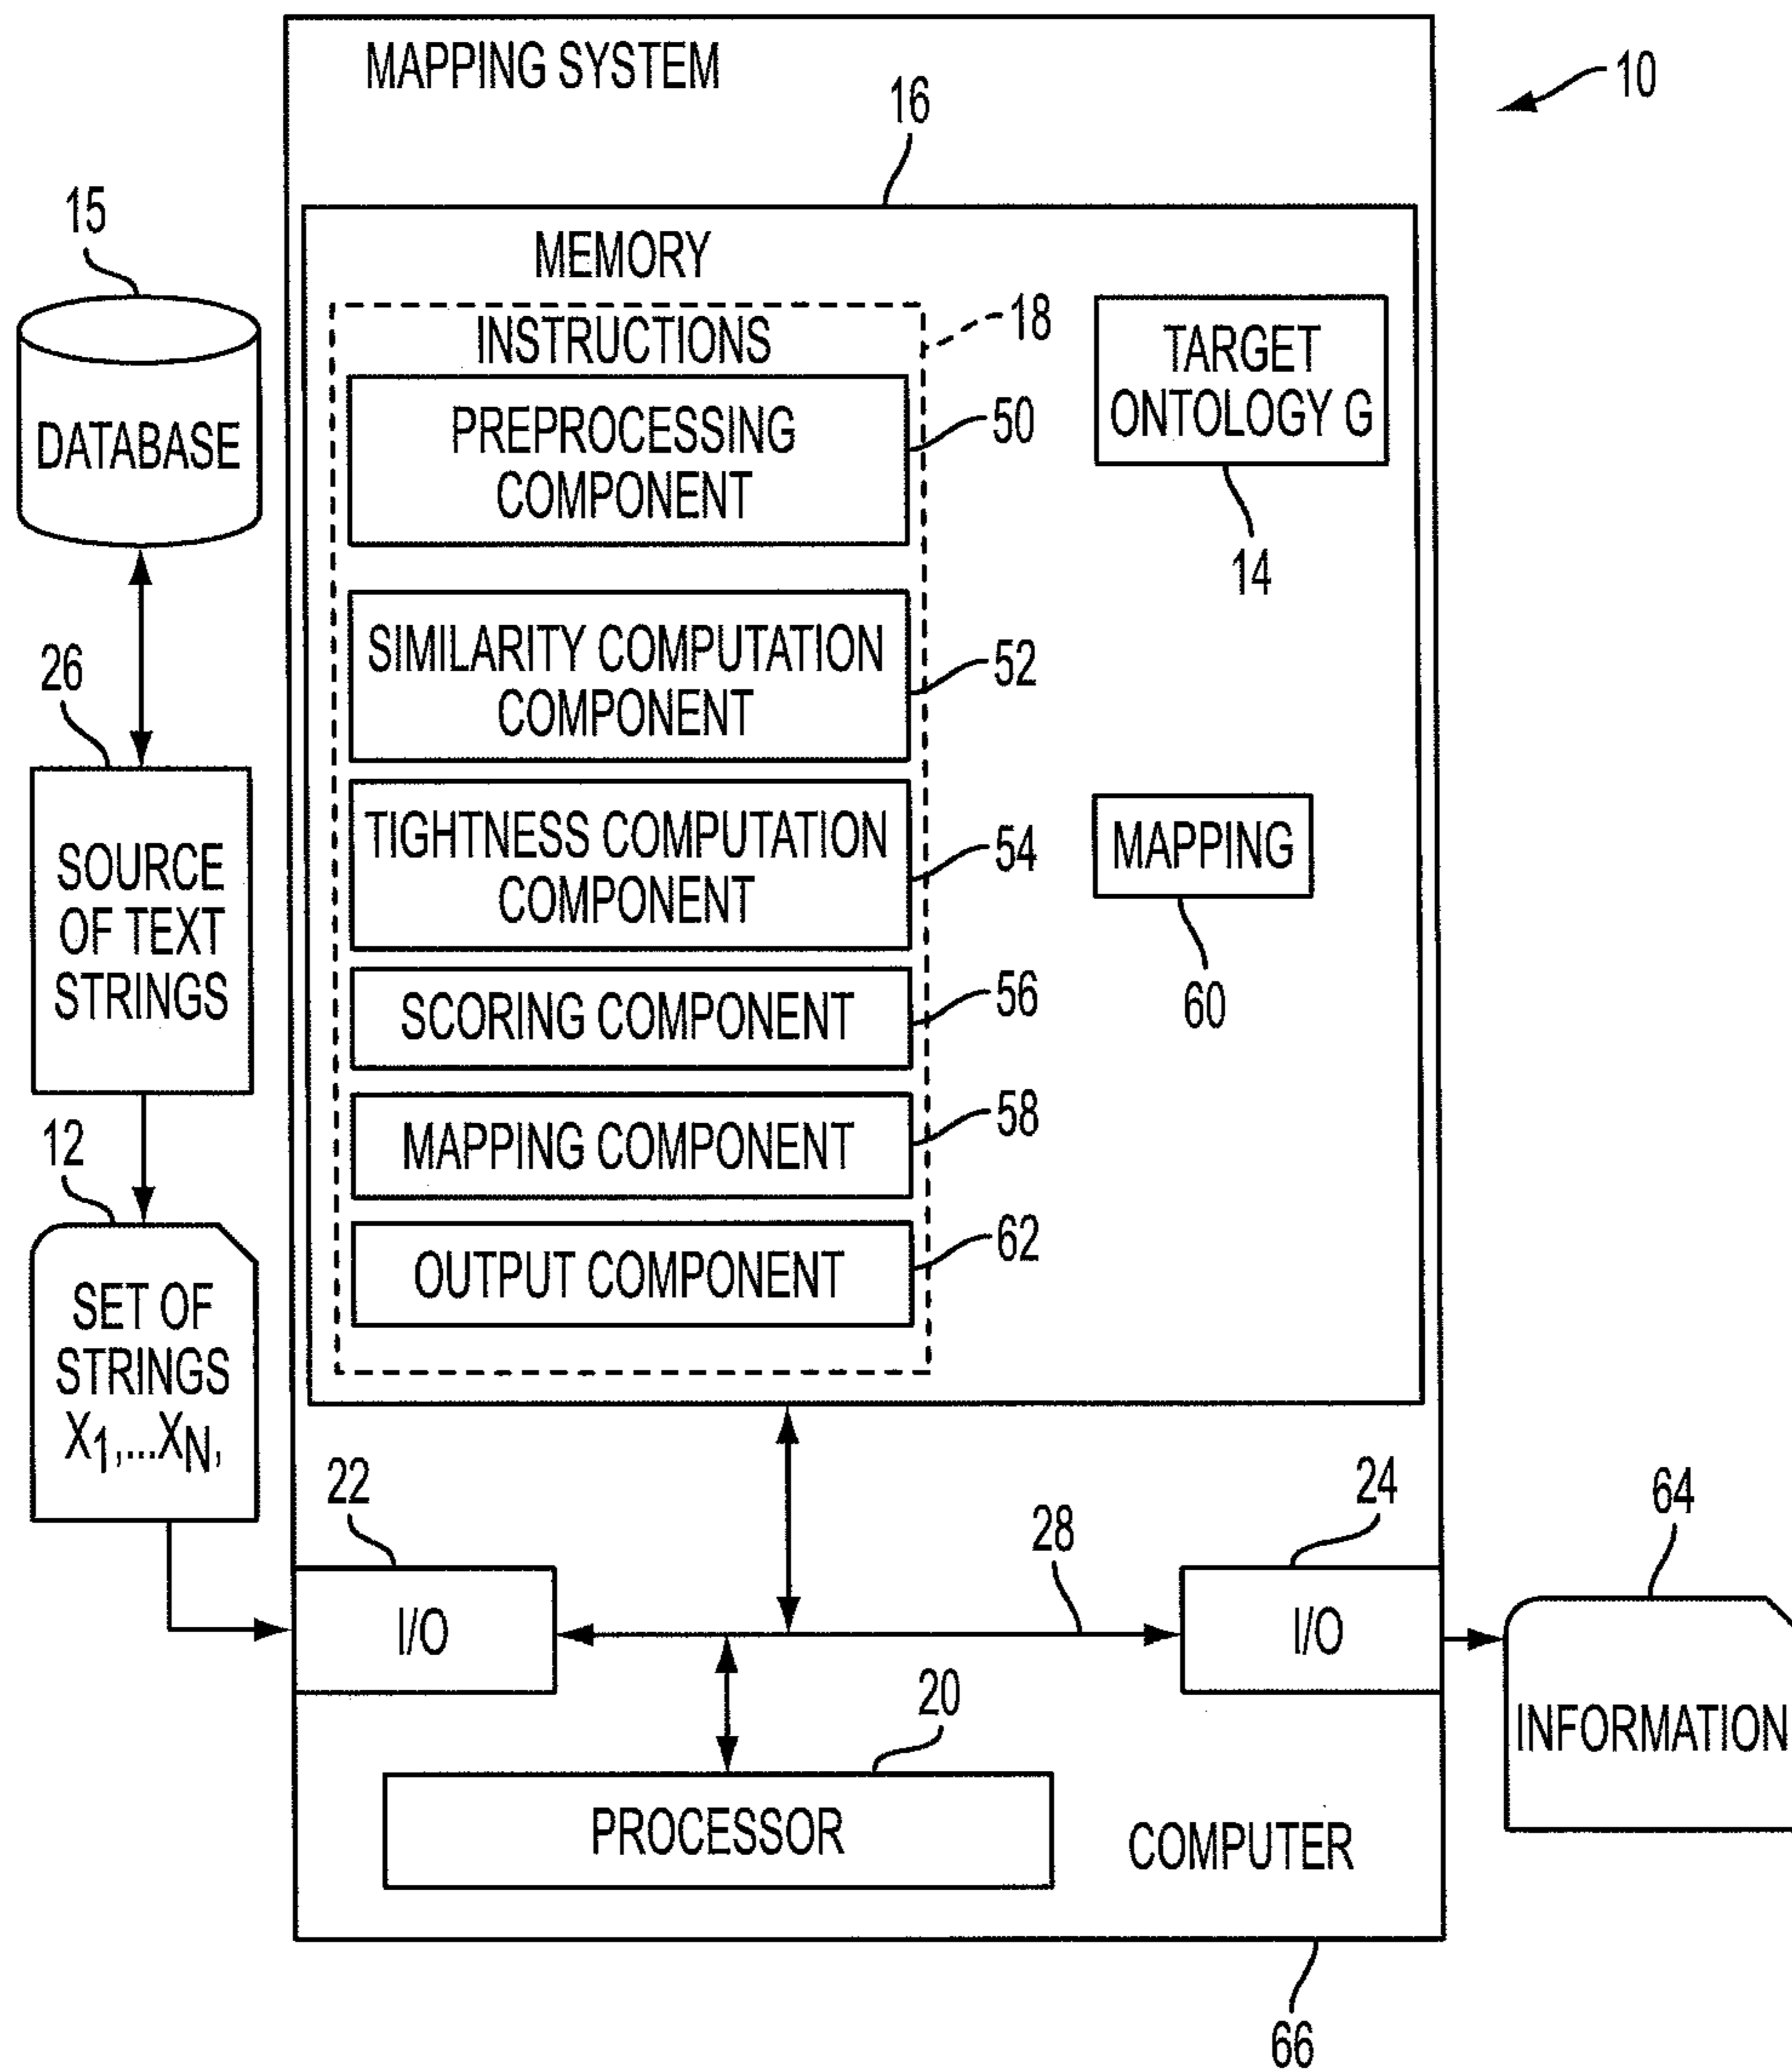 MAPPING SYSTEM
10
16
15
MEMORY
INSTRUCTIONS
18
TARGET
ONTOLOGY G
14
DATABASE
PREPROCESSING
COMPONENT
50
SIMILARITY COMPUTATION
COMPONENT
52
26
SOURCE
OF TEXT
STRINGS
TIGHTNESS COMPUTATION
COMPONENT
54
MAPPING
60
SCORING COMPONENT
56
MAPPING COMPONENT
58
12
OUTPUT COMPONENT
62
SET OF
STRINGS
X1,...XN,
22
I/O
28
24
I/O
64
INFORMATION
20
PROCESSOR
COMPUTER
66